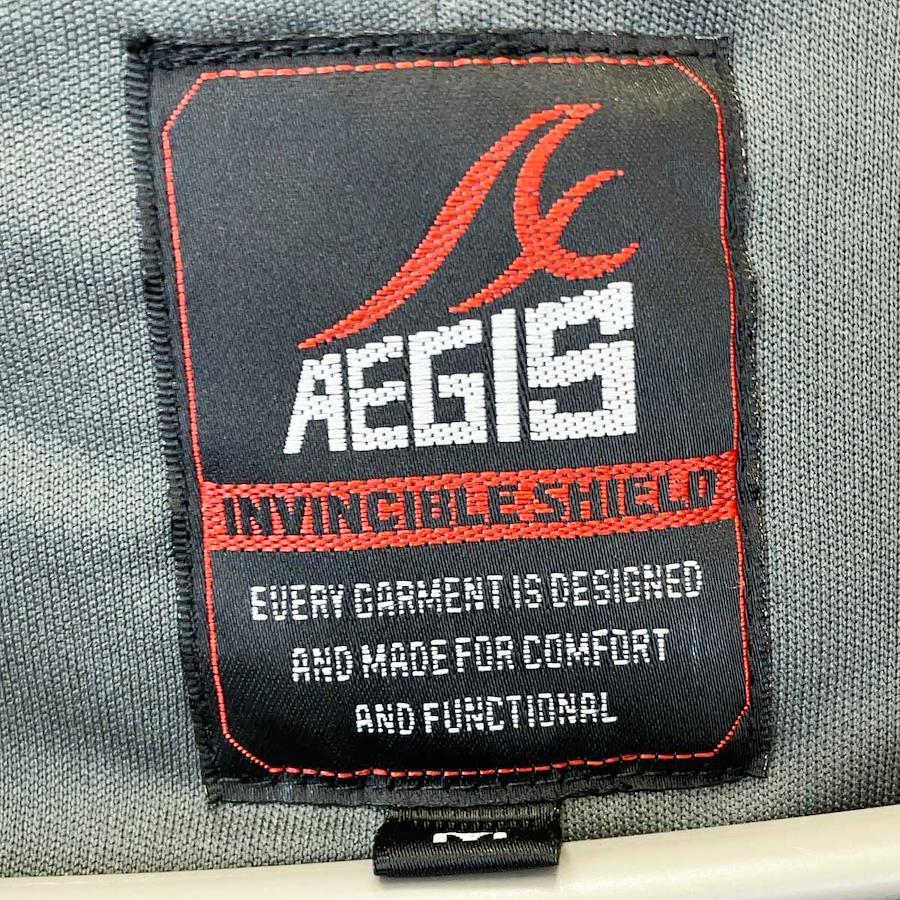 AEGIS
INVINCIBLE SHIELD
EVERY GARMENT IS DESIGNED
AND MADE FOR COMFORT
AND FUNCTIONAL